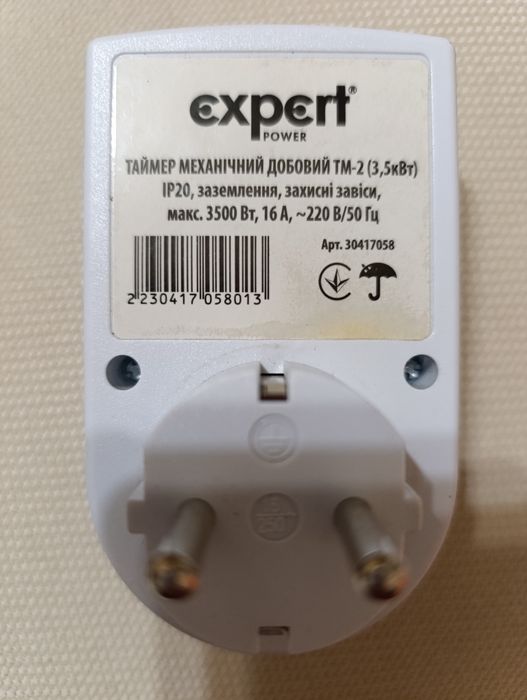 expert®
POWER
ТАЙМЕР МЕХАНІЧНИЙ ДОБОВИЙ ТМ-2 (3,5кВт)
IP20, заземлення, захисні завіси,
макс. 3500 Вт, 16 А, ~220 В/50 Гц
Арт. 30417058
2 230417 058013